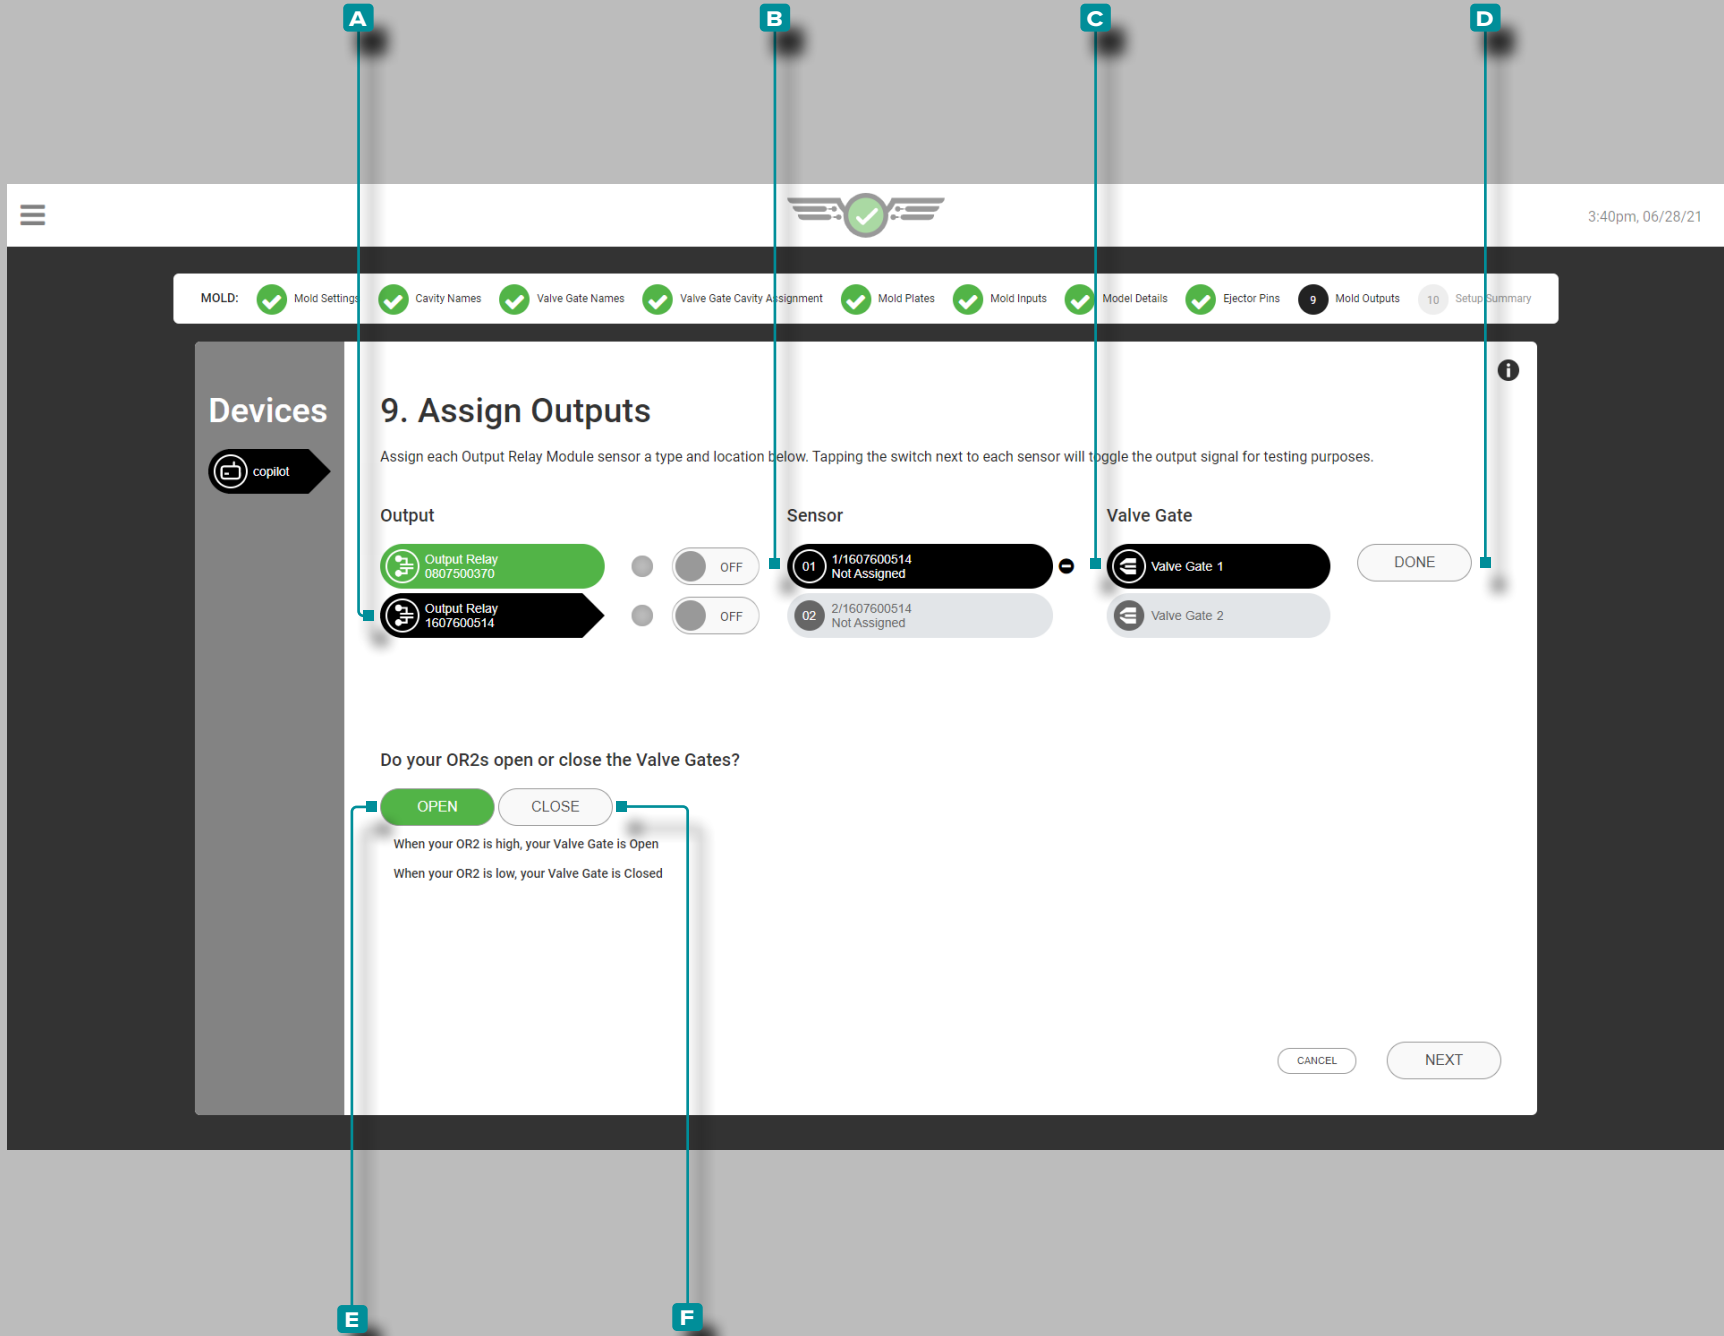 A B C D
3:40pm, 06/28/21
MOLD: Mold Settings Cavity Names Valve Gate Names Valve Gate Cavity Assignment Mold Plates Mold Inputs Model Details Ejector Pins 9 Mold Outputs 10 Setup Summary
Devices
copilot
9. Assign Outputs
Assign each Output Relay Module sensor a type and location below. Tapping the switch next to each sensor will toggle the output signal for testing purposes.
Output Sensor Valve Gate
Output Relay
0807500370
OFF
01 1/1607600514
Not Assigned
Valve Gate 1
DONE
Output Relay
1607600514
OFF
02 2/1607600514
Not Assigned
Valve Gate 2
Do your OR2s open or close the Valve Gates?
OPEN CLOSE
When your OR2 is high, your Valve Gate is Open
When your OR2 is low, your Valve Gate is Closed
CANCEL NEXT
E F